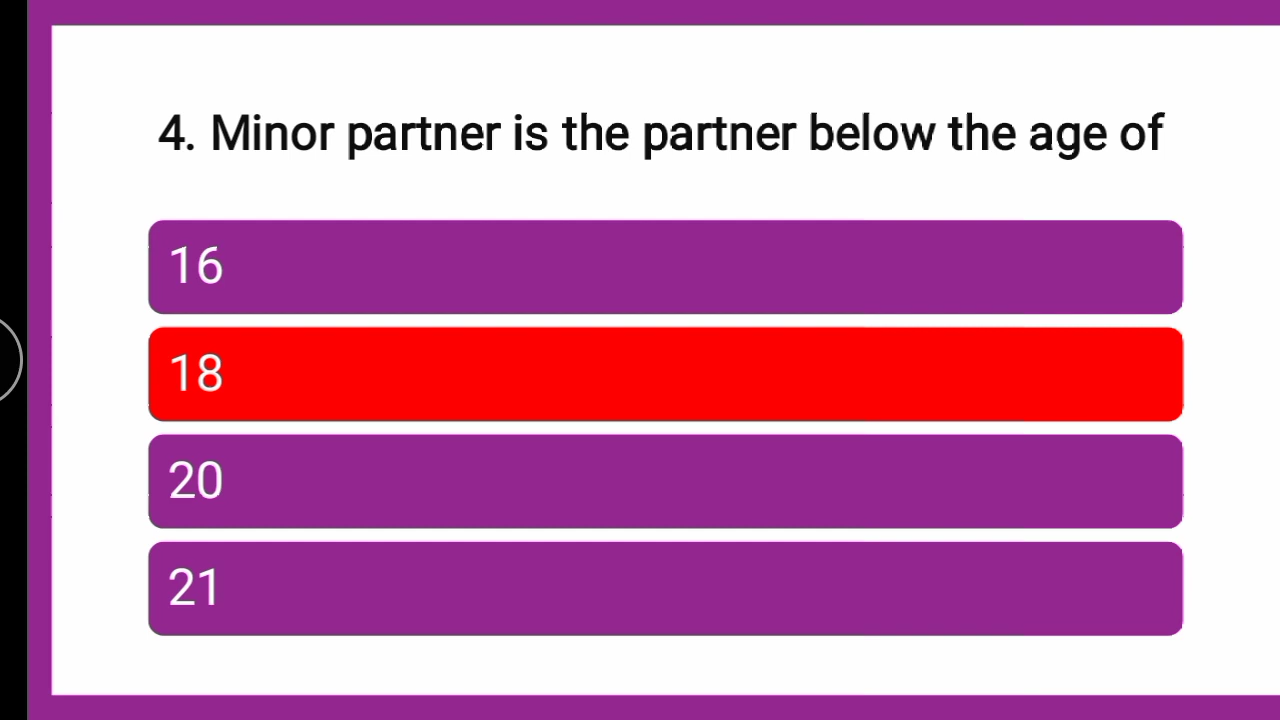 4. Minor partner is the partner below the age of
16
18
20
21